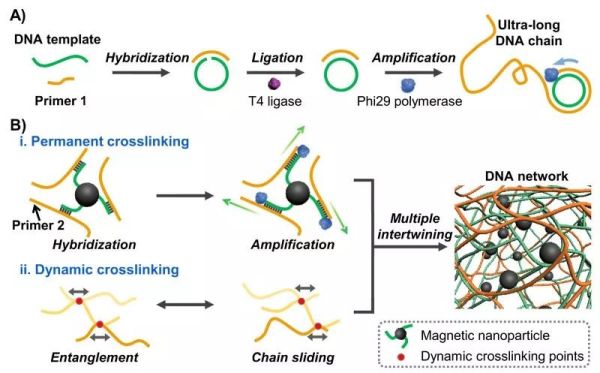 A)
DNA template
Primer 1
Hybridization
Ligation
T4 ligase
Amplification
Phi29 polymerase
Ultra-long
DNA chain
B)
i. Permanent crosslinking
Primer 2
Hybridization
Amplification
Multiple
intertwining
DNA network
ii. Dynamic crosslinking
Entanglement
Chain sliding
Magnetic nanoparticle
Dynamic crosslinking points